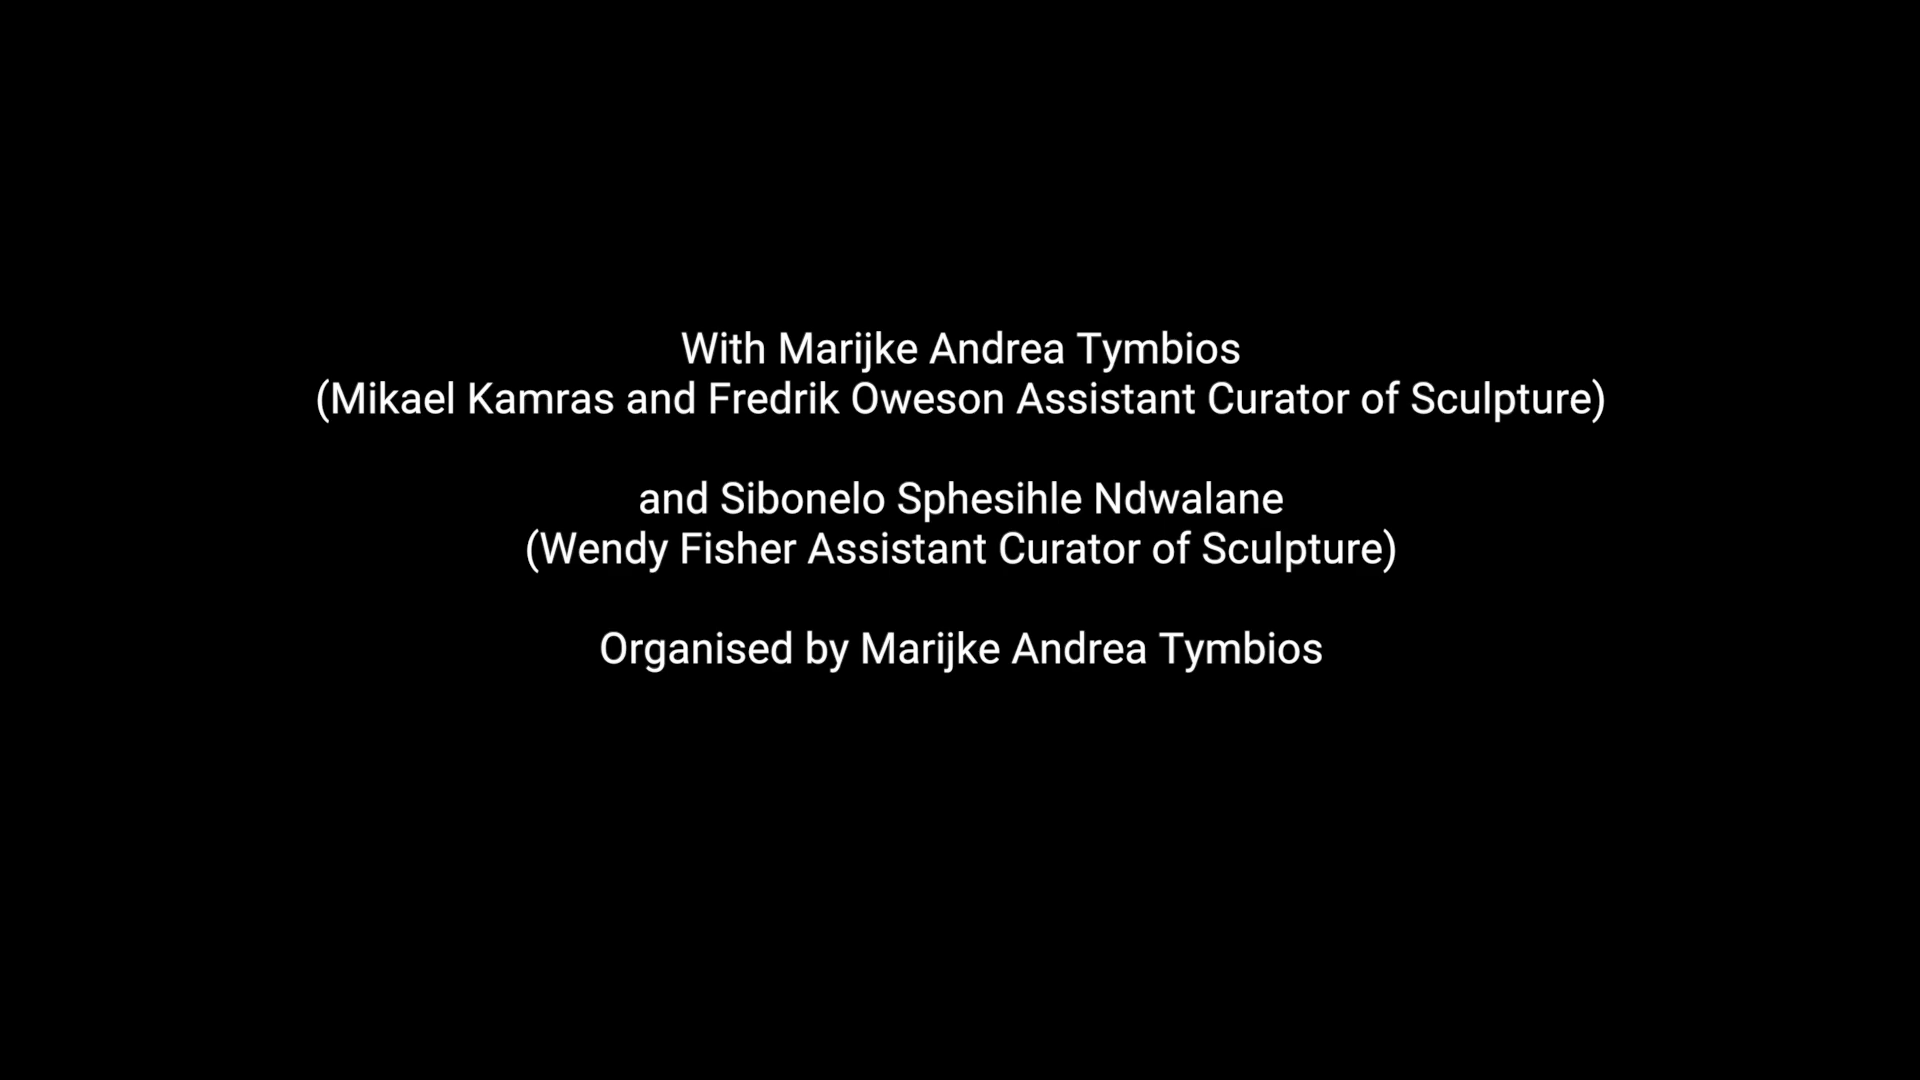 With Marijke Andrea Tymbios
(Mikael Kamras and Fredrik Oweson Assistant Curator of Sculpture)
and Sibonelo Sphesihle Ndwalane
(Wendy Fisher Assistant Curator of Sculpture)
Organised by Marijke Andrea Tymbios